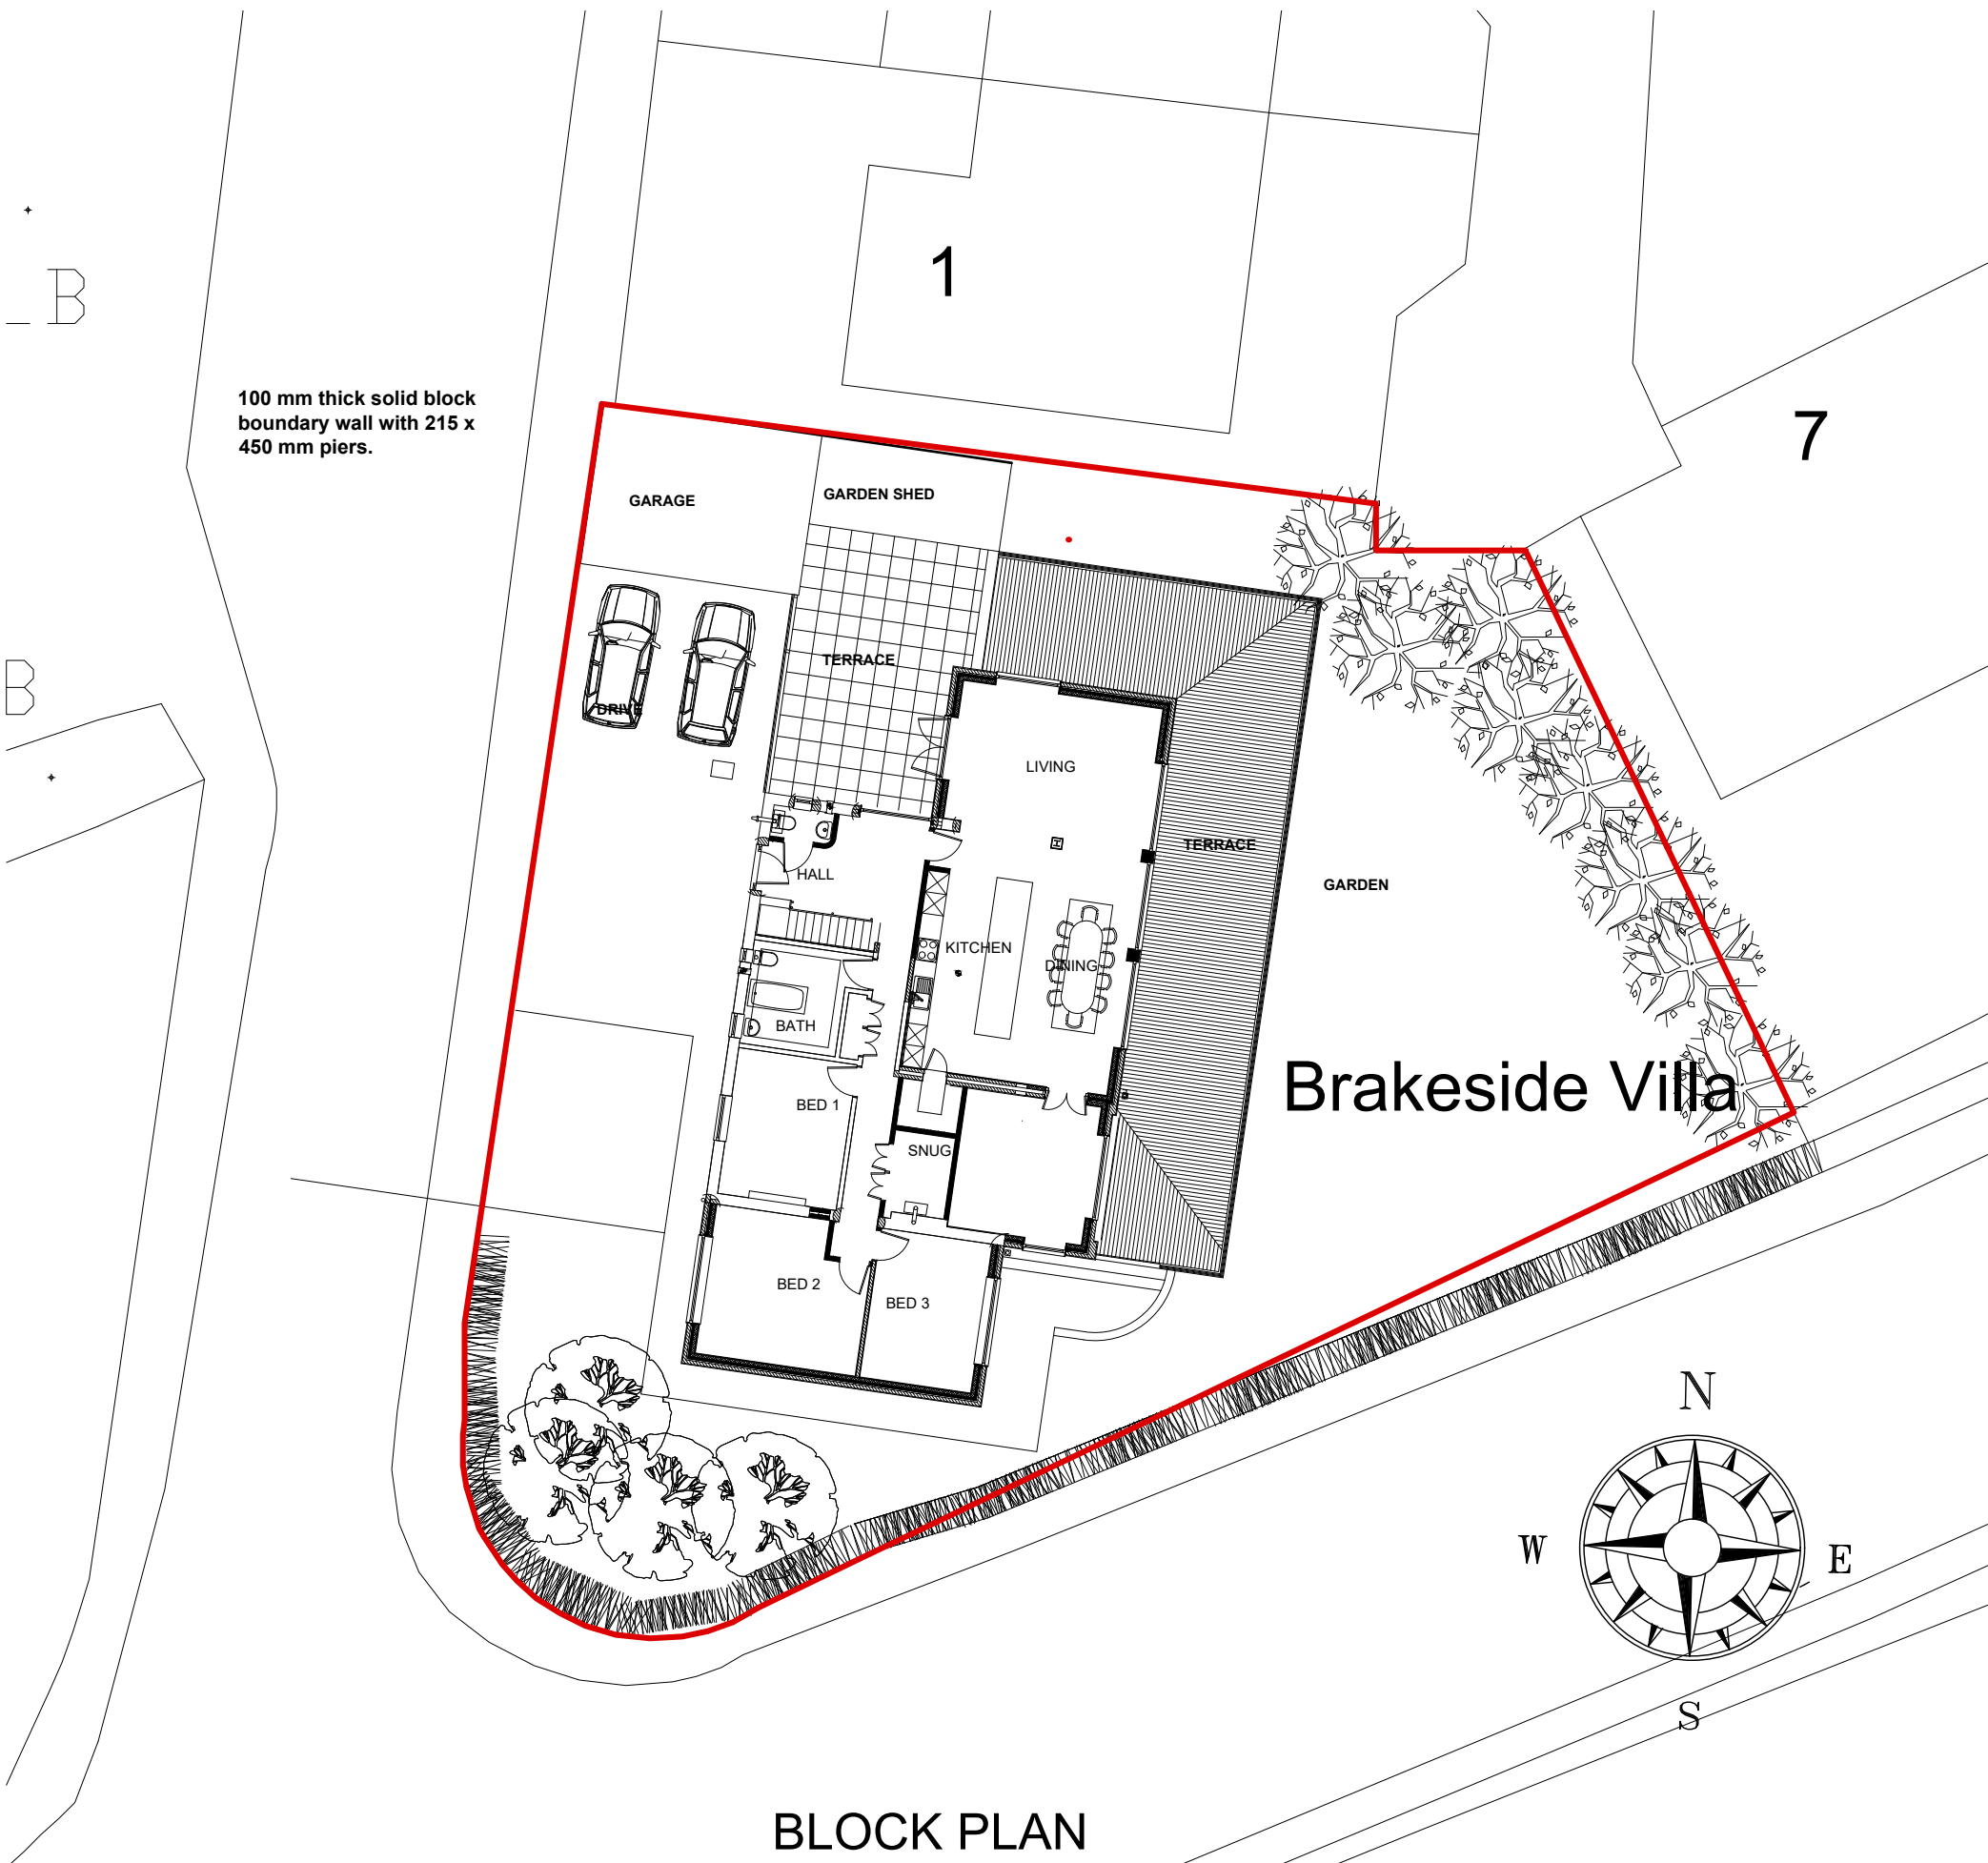 1
_B
100 mm thick solid block
boundary wall with 215 x
450 mm piers.
7
GARAGE
GARDEN SHED
TERRACE
B
DRIVE
LIVING
TERRACE
HALL
GARDEN
KITCHEN
DINING
BATH
Brakeside Villa
BED 1
SNUG
BED 2
BED 3
N
W
E
S
BLOCK PLAN